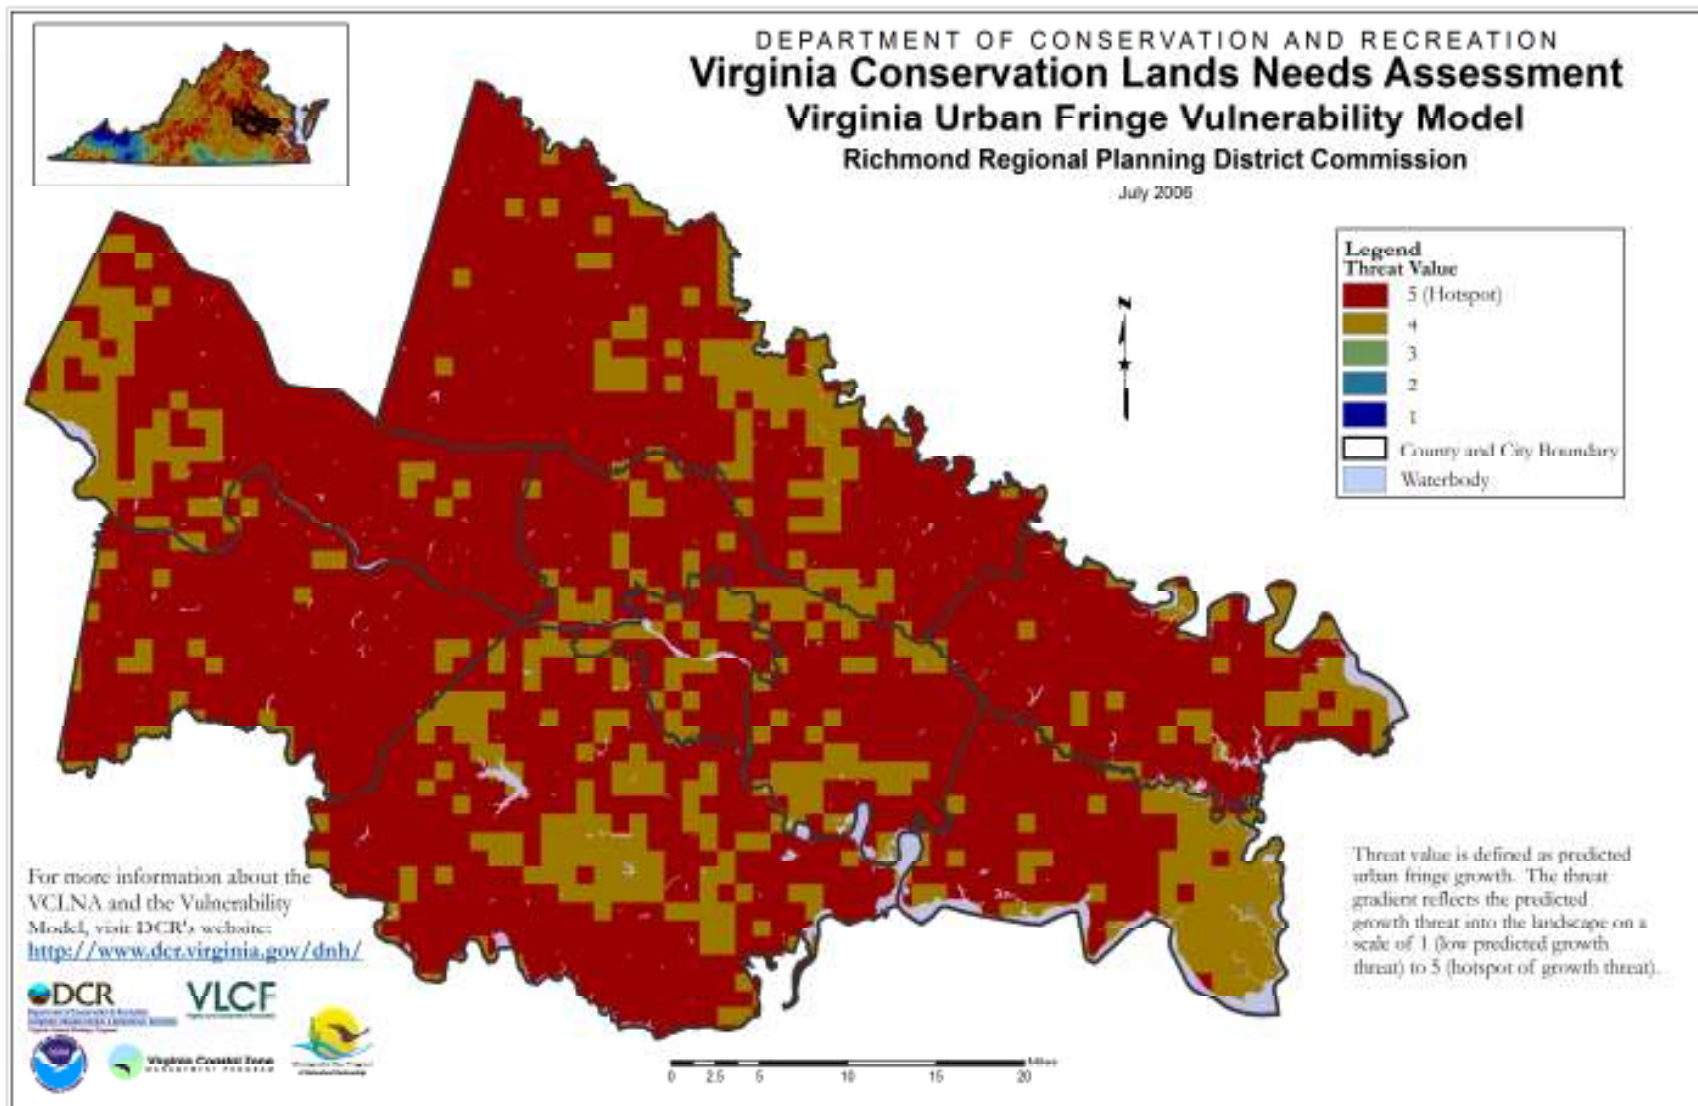 DEPARTMENT OF CONSERVATION AND RECREATION
Virginia Conservation Lands Needs Assessment
Virginia Urban Fringe Vulnerability Model
Richmond Regional Planning District Commission
July 2006
Legend
Threat Value
5 (Hotspot)
4
3
2
1
County and City Boundary
Waterbody
N
Threat value is defined as predicted
urban fringe growth. The threat
gradient reflects the predicted
growth threat into the landscape on a
scale of 1 (low predicted growth
threat) to 5 (hotspot of growth threat).
For more information about the
VCLNA and the Vulnerability
Model, visit DCR's website:
http://www.dcr.virginia.gov/dnh/
DCR
VLCF
Virginia Coastal Zone
MANAGEMENT PROGRAM
Miles
0 2.5 5 10 15 20